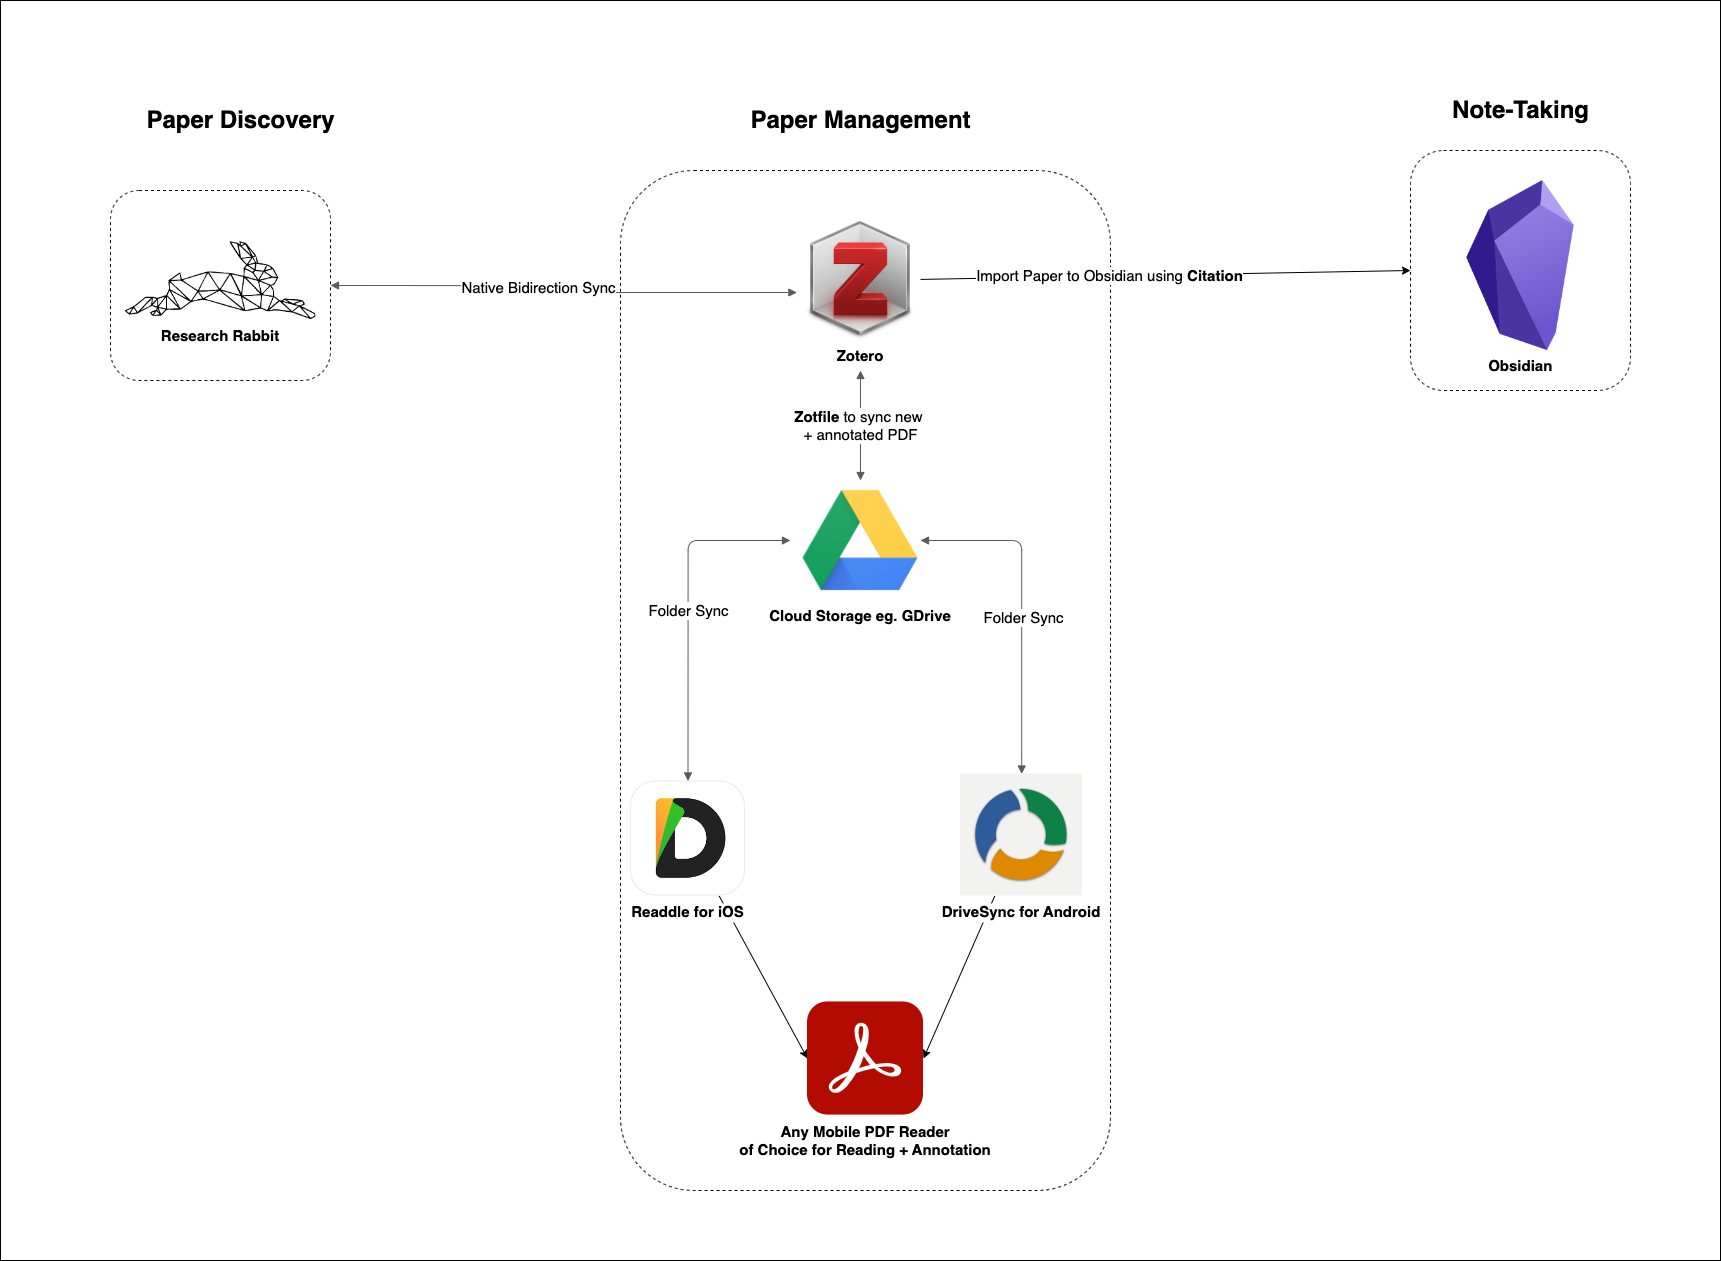 Paper Discovery
Paper Management
Note-Taking
Research Rabbit
Native Bidirection Sync
Zotero
Import Paper to Obsidian using Citation
Obsidian
Zotfile to sync new
+ annotated PDF
Cloud Storage eg. GDrive
Folder Sync
Folder Sync
Readdle for iOS
DriveSync for Android
Any Mobile PDF Reader
of Choice for Reading + Annotation